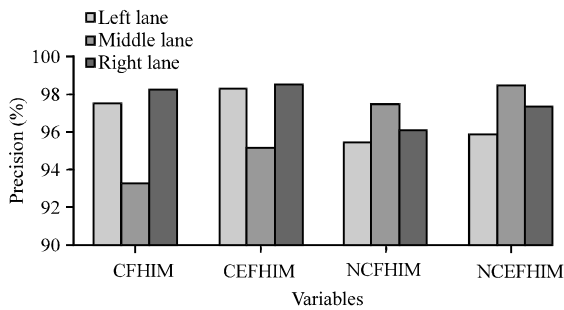 Left lane
Middle lane
Right lane
100
98
96
94
92
90
Precision (%)
CFHIM
CEFHIM
NCFHIM
NCEFHIM
Variables